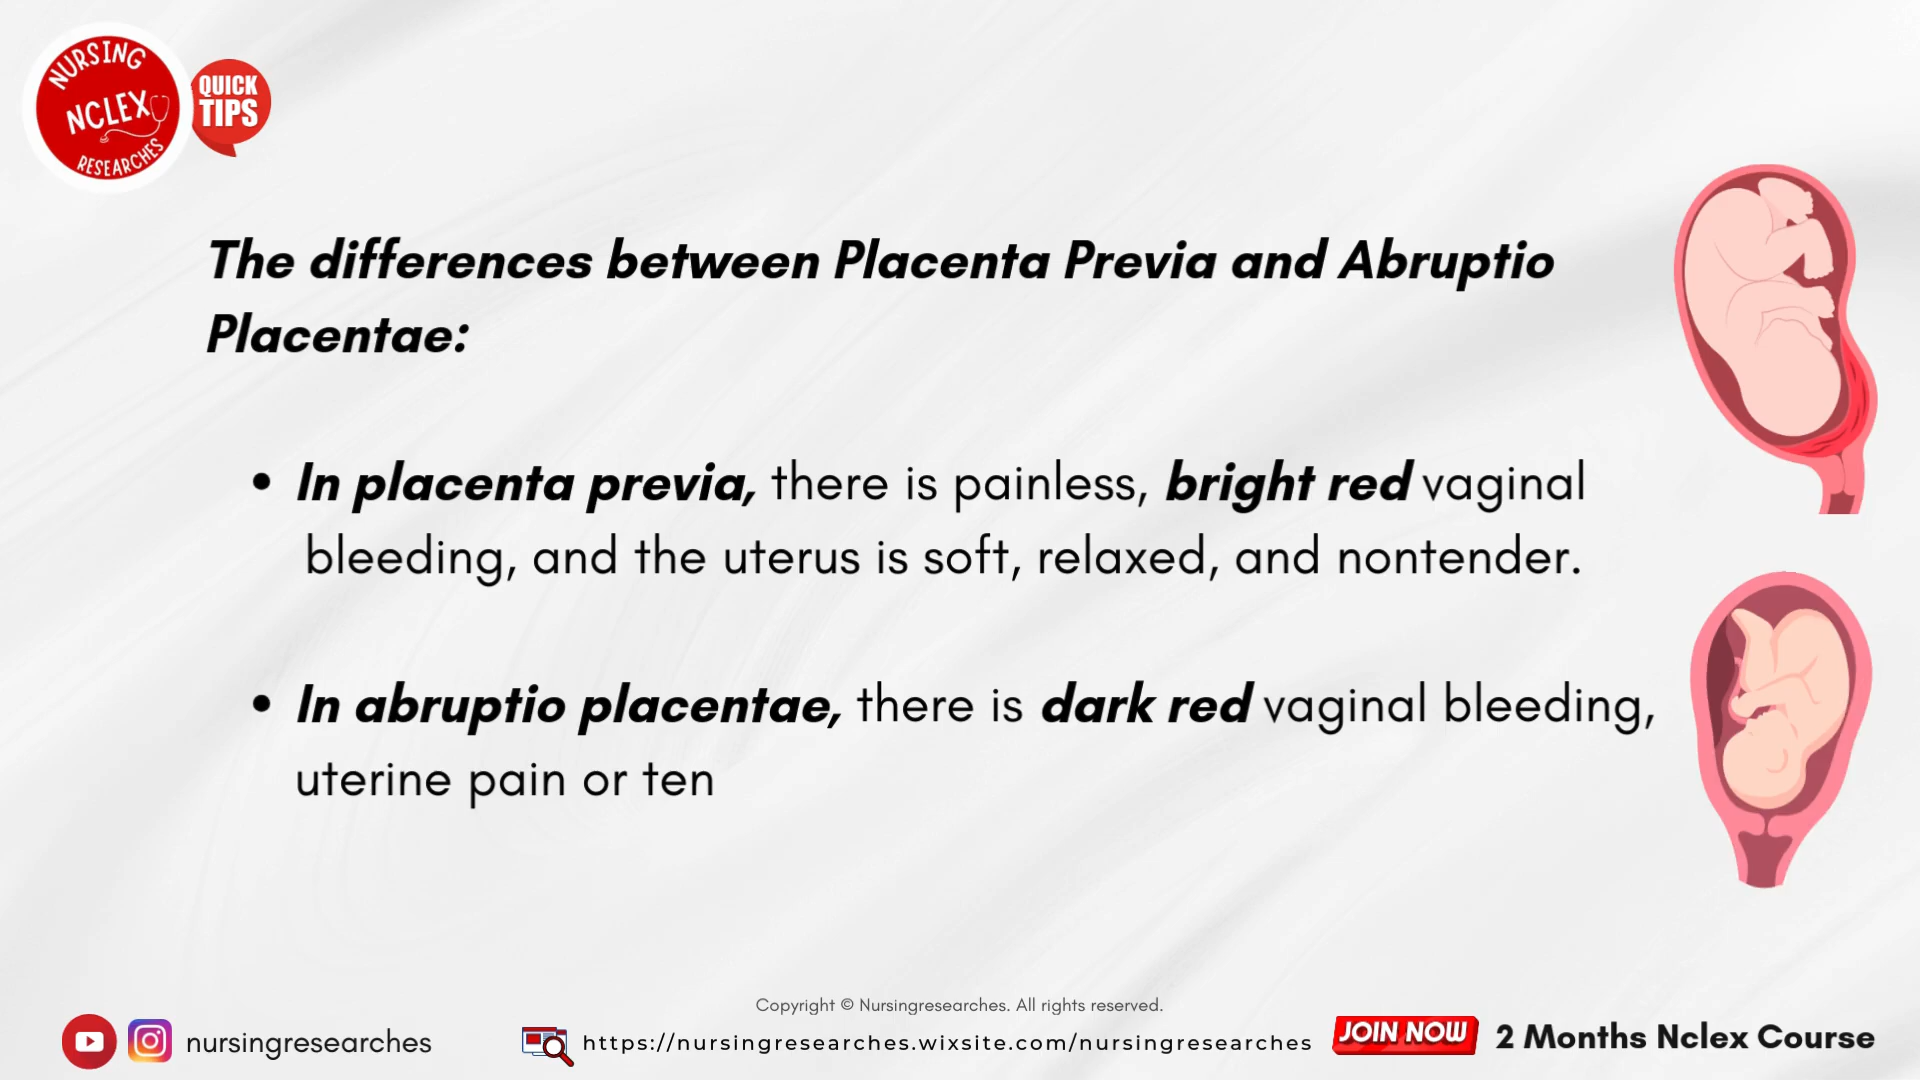 NURSING
NCLEX
RESEARCHES
QUICK
TIPS
The differences between Placenta Previa and Abruptio
Placentae:
• In placenta previa, there is painless, bright red vaginal
bleeding, and the uterus is soft, relaxed, and nontender.
• In abruptio placentae, there is dark red vaginal bleeding,
uterine pain or ten
Copyright © Nursingresearches. All rights reserved.
nursingresearches
https://nursingresearches.wixsite.com/nursingresearches
JOIN NOW
2 Months Nclex Course